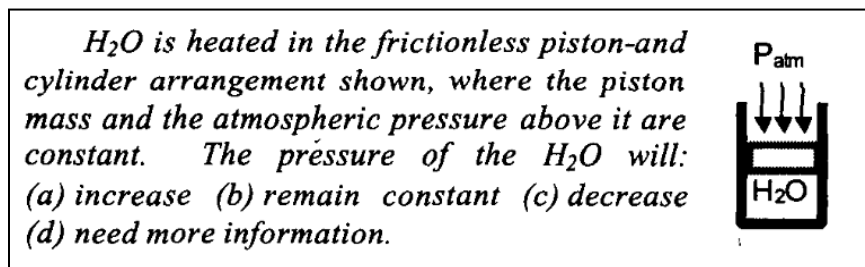 H₂O is heated in the frictionless piston-and
cylinder arrangement shown, where the piston
mass and the atmospheric pressure above it are
constant. The pressure of the H₂O will:
(a) increase (b) remain constant (c) decrease
(d) need more information.
Patm
H₂O